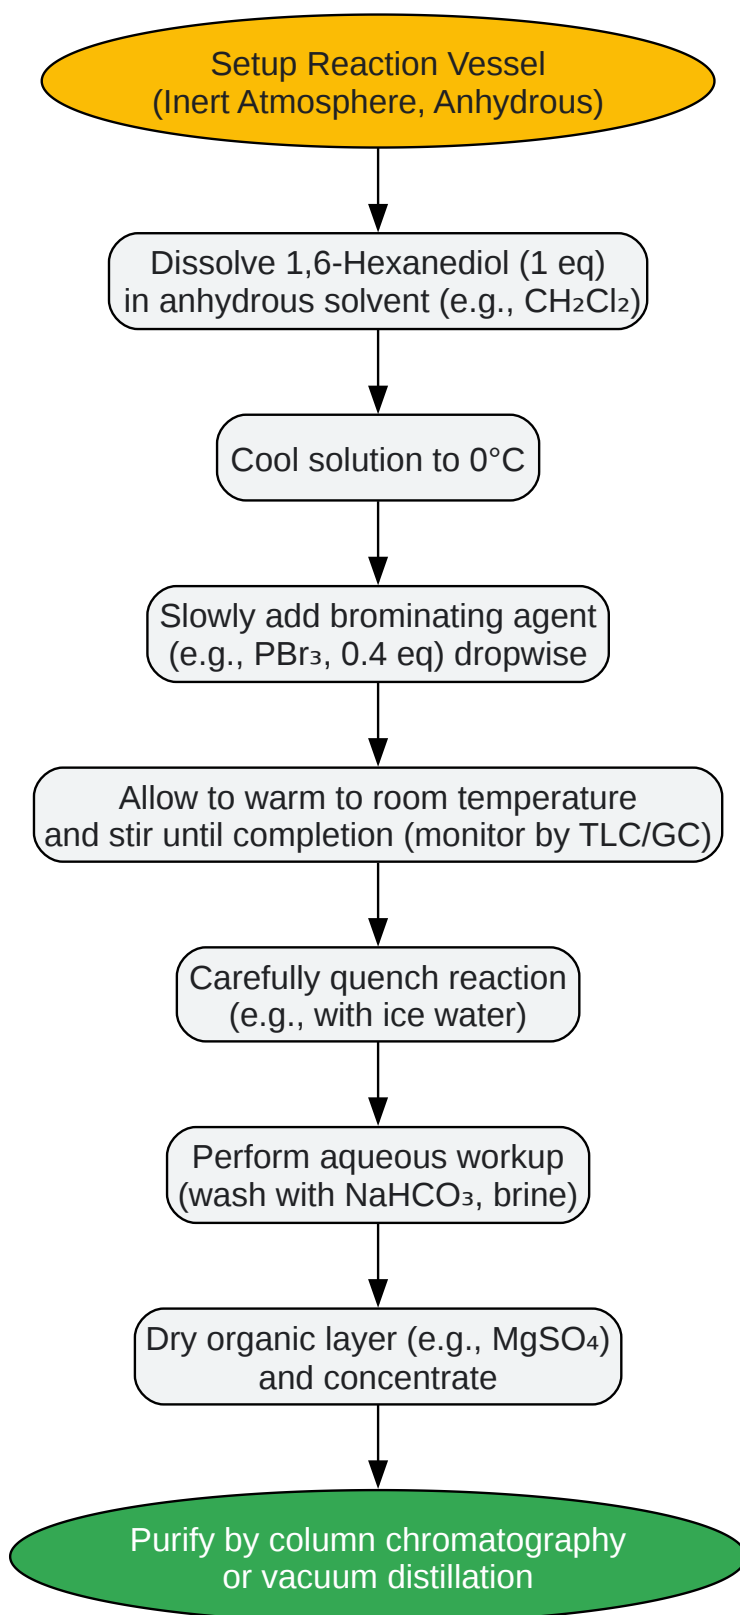 Setup Reaction Vessel
(Inert Atmosphere, Anhydrous)
Dissolve 1,6-Hexanediol (1 eq)
in anhydrous solvent (e.g., CH₂Cl₂)
Cool solution to 0°C
Slowly add brominating agent
(e.g., PBr₃, 0.4 eq) dropwise
Allow to warm to room temperature
and stir until completion (monitor by TLC/GC)
Carefully quench reaction
(e.g., with ice water)
Perform aqueous workup
(wash with NaHCO₃, brine)
Dry organic layer (e.g., MgSO₄)
and concentrate
Purify by column chromatography
or vacuum distillation